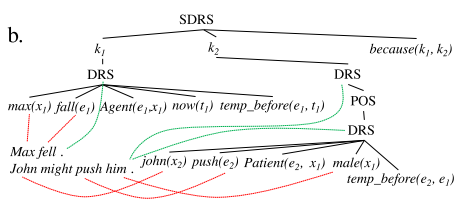 SDRS
b.
k₁ k₂ because(k₁, k₂)
DRS DRS
POS
max(x₁) fall(e₁) Agent(e₁,x₁) now(t₁) temp_before(e₁, t₁)
DRS
Max fell .
John might push him .
john(x₂) push(e₂) Patient(e₂, x₁) male(x₁)
temp_before(e₂, e₁)